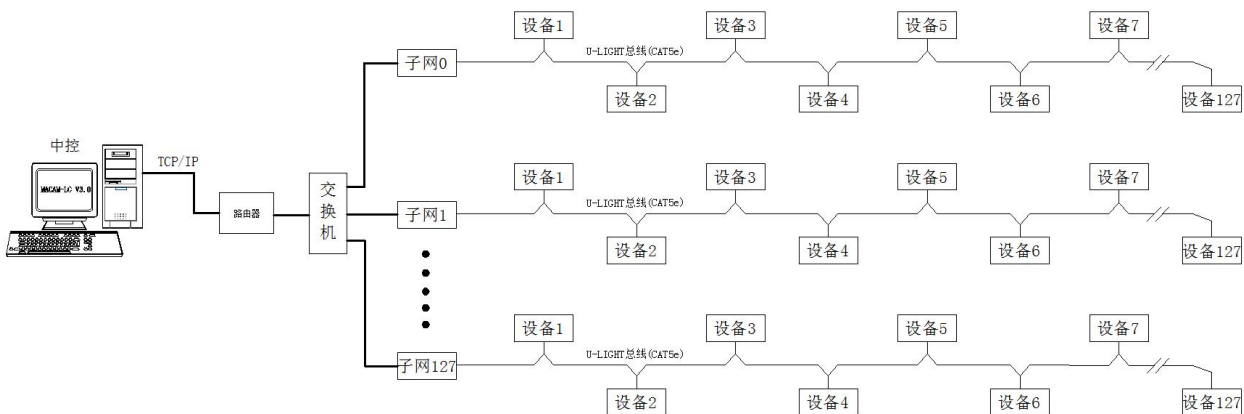 中控
MACAM-LC V3.0
TCP/IP
路由器
交换机
子网0
设备1
设备3
设备5
设备7
U-LIGHT总线(CAT5e)
设备2
设备4
设备6
设备127
子网1
设备1
设备3
设备5
设备7
U-LIGHT总线(CAT5e)
设备2
设备4
设备6
设备127
子网127
设备1
设备3
设备5
设备7
U-LIGHT总线(CAT5e)
设备2
设备4
设备6
设备127